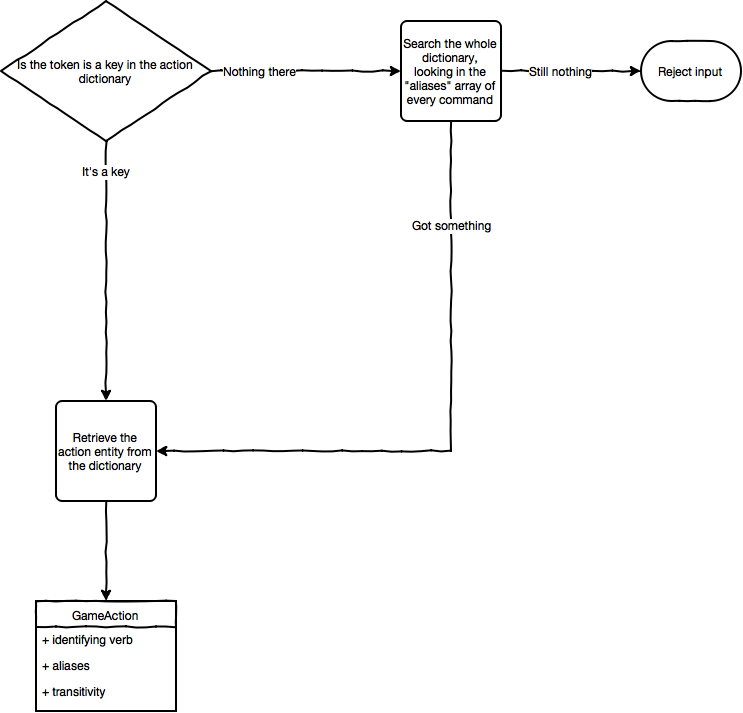 Is the token is a key in the action
dictionary
Nothing there
Search the whole
dictionary,
looking in the
"aliases" array of
every command
Still nothing
Reject input
It's a key
Got something
Retrieve the
action entity from
the dictionary
GameAction
+ identifying verb
+ aliases
+ transitivity